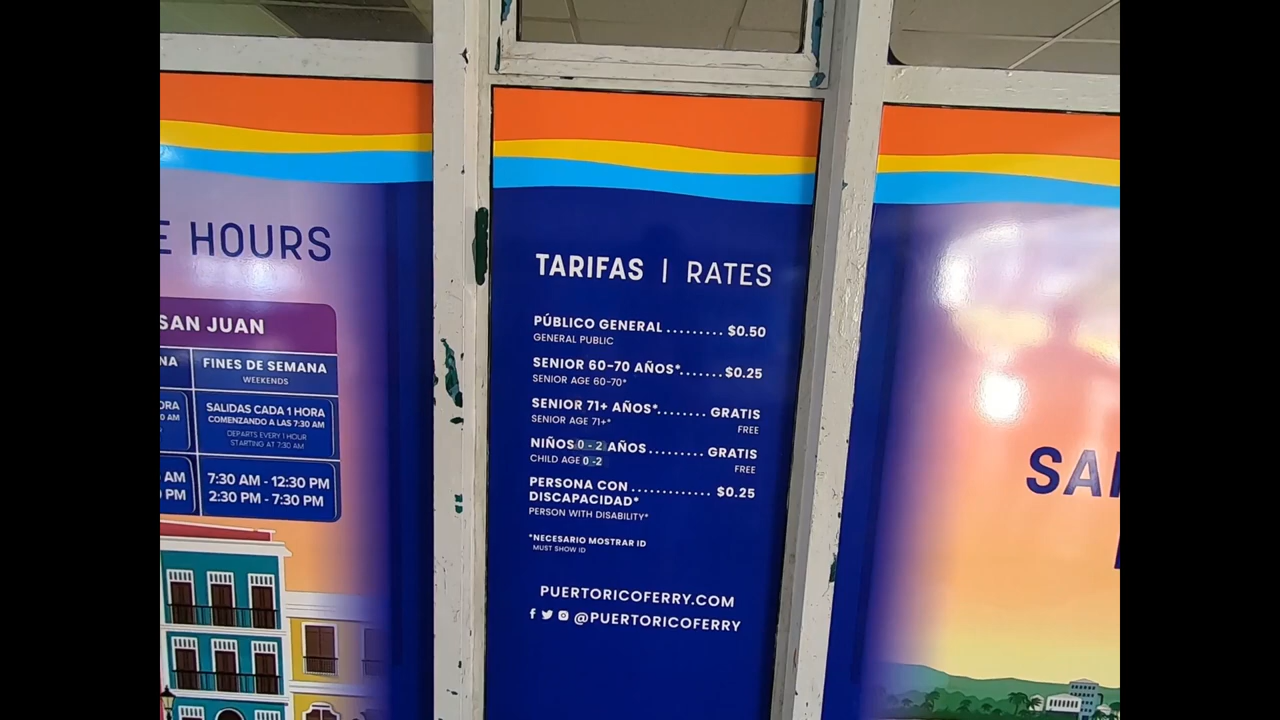 E HOURS
SAN JUAN
NA
FINES DE SEMANA
WEEKENDS
ORA
0 AM
SALIDAS CADA 1 HORA
COMENZANDO A LAS 7:30 AM
DEPARTS EVERY 1 HOUR
STARTING AT 7:30 AM
AM
PM
7:30 AM - 12:30 PM
2:30 PM - 7:30 PM
TARIFAS | RATES
PÚBLICO GENERAL ......... $0.50
GENERAL PUBLIC
SENIOR 60-70 AÑOS*....... $0.25
SENIOR AGE 60-70*
SENIOR 71+ AÑOS*........ GRATIS
SENIOR AGE 71+* FREE
NIÑOS 0 - 2 AÑOS ......... GRATIS
CHILD AGE 0 -2 FREE
PERSONA CON ............. $0.25
DISCAPACIDAD*
PERSON WITH DISABILITY*
*NECESARIO MOSTRAR ID
MUST SHOW ID
PUERTORICOFERRY.COM
@PUERTORICOFERRY
SA